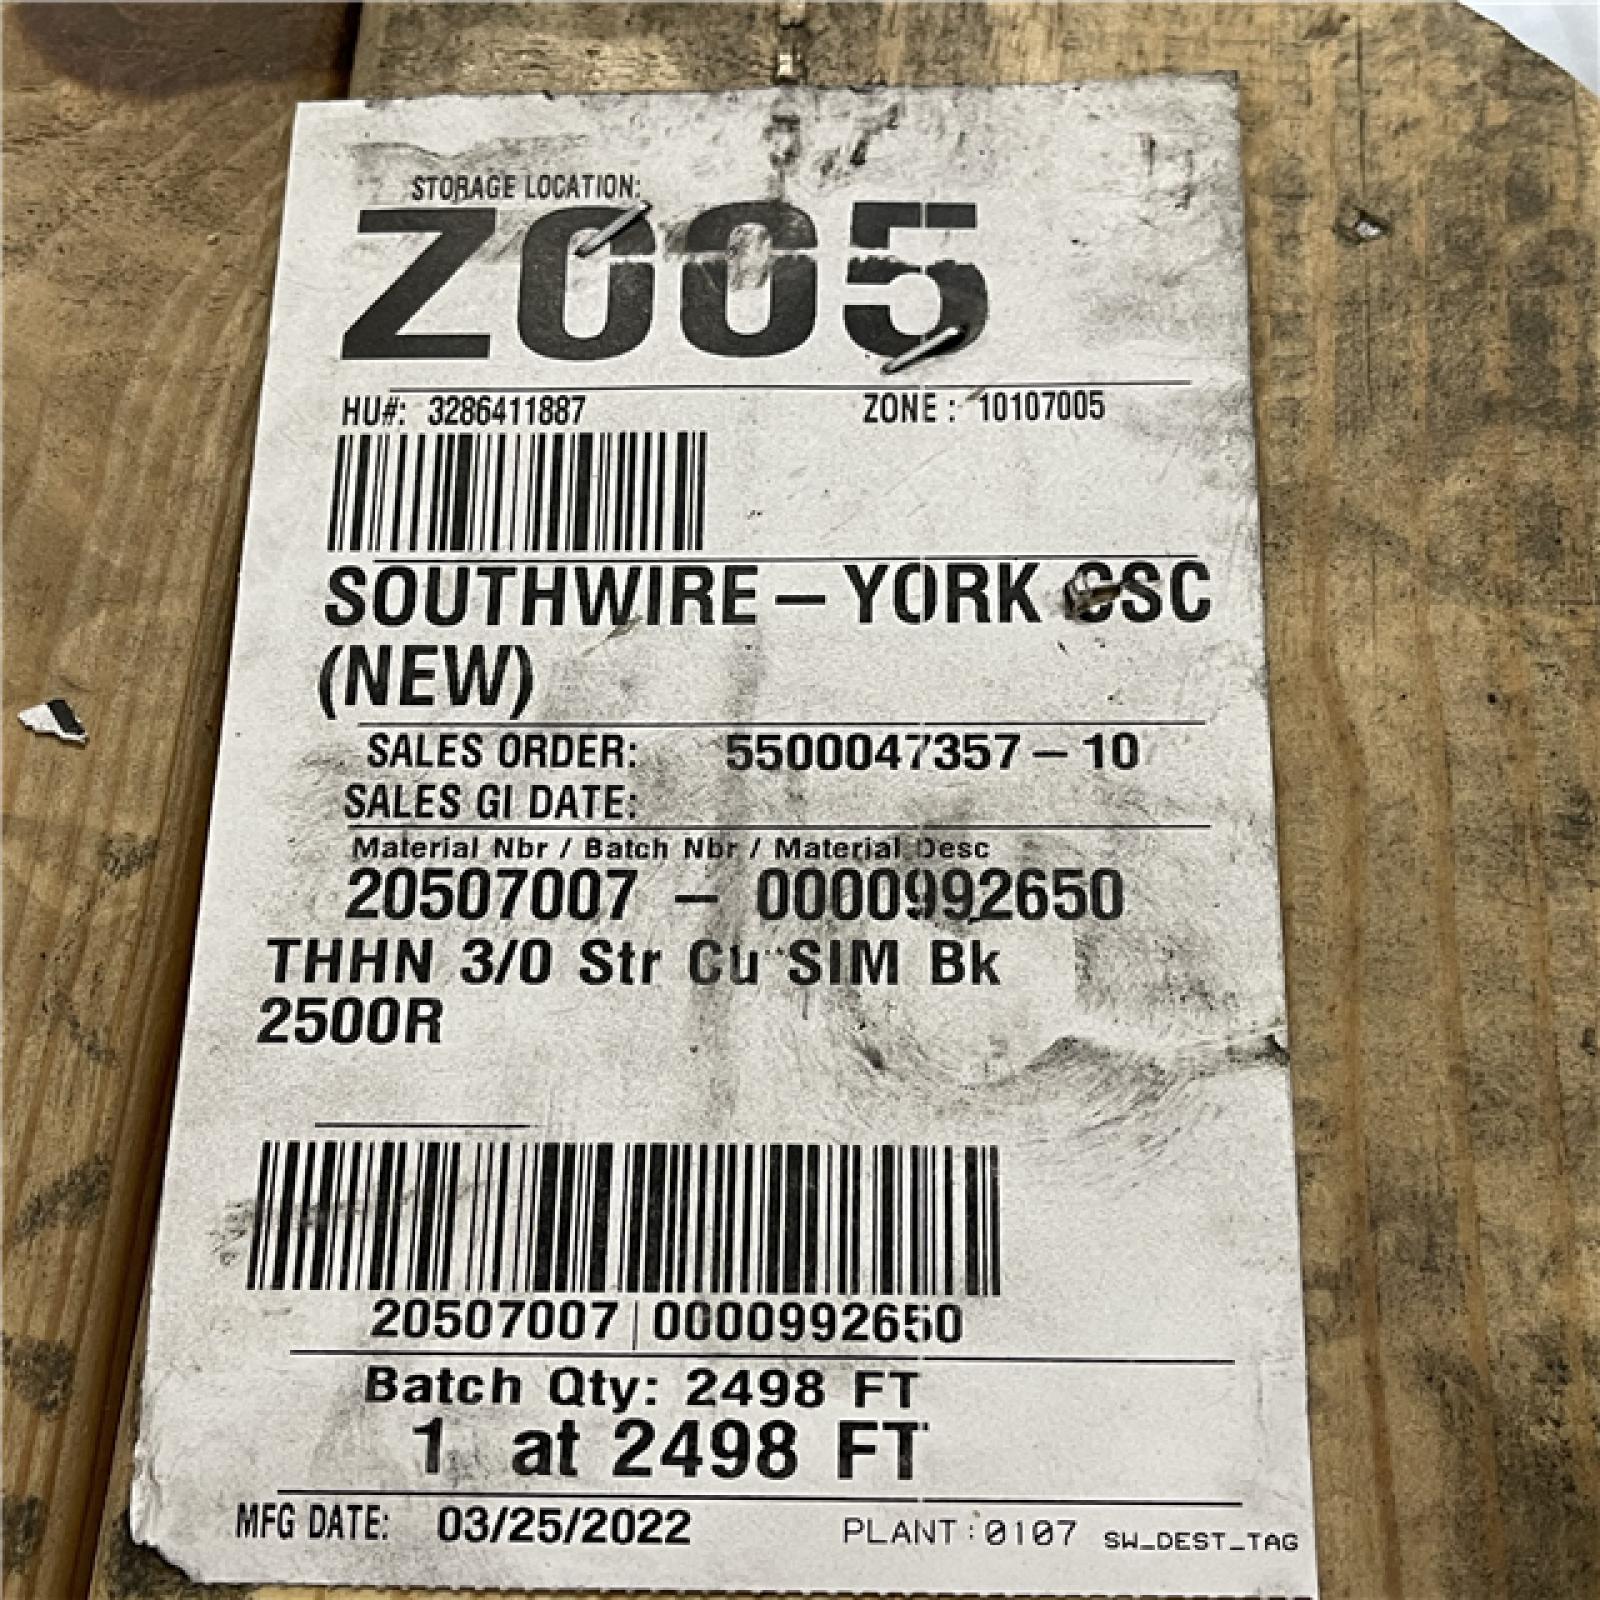 STORAGE LOCATION:
Z005
HU#: 3286411887 ZONE: 10107005
SOUTHWIRE – YORK CSC
(NEW)
SALES ORDER: 5500047357 – 10
SALES GI DATE:
Material Nbr / Batch Nbr / Material Desc
20507007 – 0000992650
THHN 3/0 Str Cu SIM Bk
2500R
20507007|0000992650
Batch Qty: 2498 FT
1 at 2498 FT
MFG DATE: 03/25/2022 PLANT:0107 SW_DEST_TAG